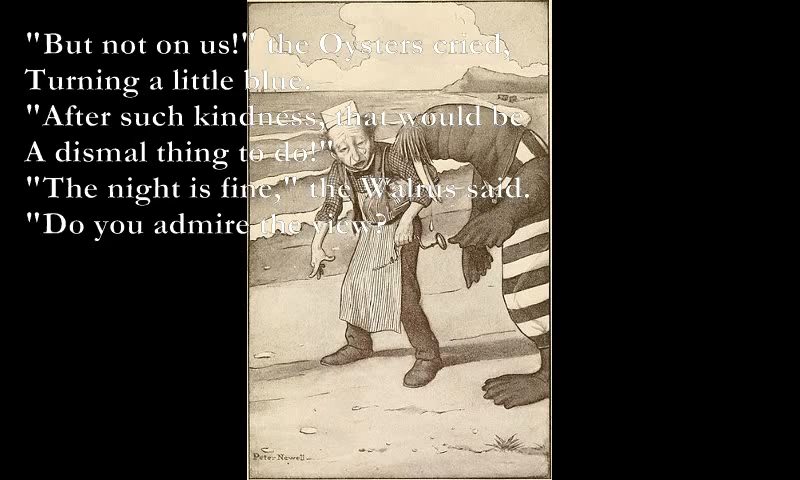 "But not on us!" the Oysters cried,
Turning a little blue.
"After such kindness, that would be
A dismal thing to do!"
"The night is fine," the Walrus said.
"Do you admire the view?
Peter Newell